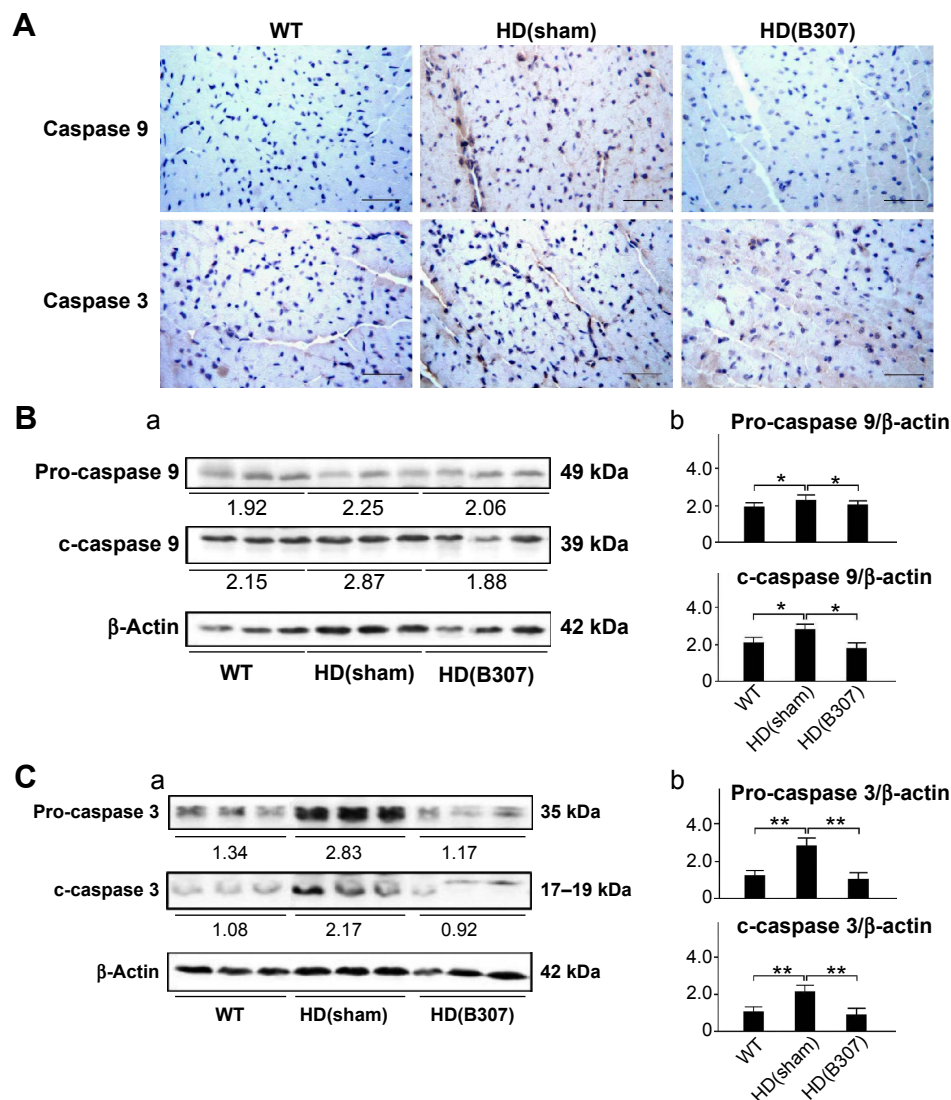 A
WT HD(sham) HD(B307)
Caspase 9
Caspase 3
B
a
Pro-caspase 9 49 kDa
1.92 2.25 2.06
c-caspase 9 39 kDa
2.15 2.87 1.88
β-Actin 42 kDa
WT HD(sham) HD(B307)
b
Pro-caspase 9/β-actin
4.0
* *
2.0
0
c-caspase 9/β-actin
4.0
* *
2.0
0
WT HD(sham) HD(B307)
C
a
Pro-caspase 3 35 kDa
1.34 2.83 1.17
c-caspase 3 17–19 kDa
1.08 2.17 0.92
β-Actin 42 kDa
WT HD(sham) HD(B307)
b
Pro-caspase 3/β-actin
4.0
** **
2.0
0
c-caspase 3/β-actin
4.0
** **
2.0
0
WT HD(sham) HD(B307)